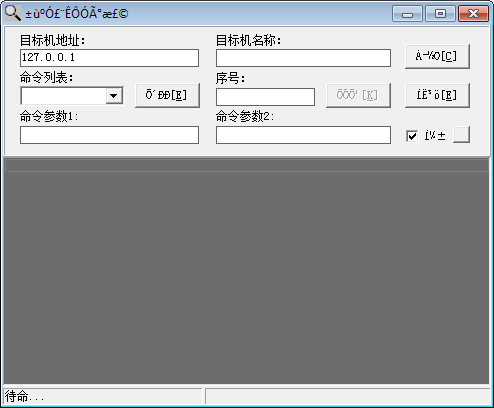 ±ùºÓ£¨ÊÔÓÃ°æ£©
目标机地址:
目标机名称:
127.0.0.1
À¬½Ó[C]
命令列表:
序号:
Ö´ÐÐ[E]
ÖÕÖ¹[K]
ÍË³ö[E]
命令参数1:
命令参数2:
Í¼±
待命...